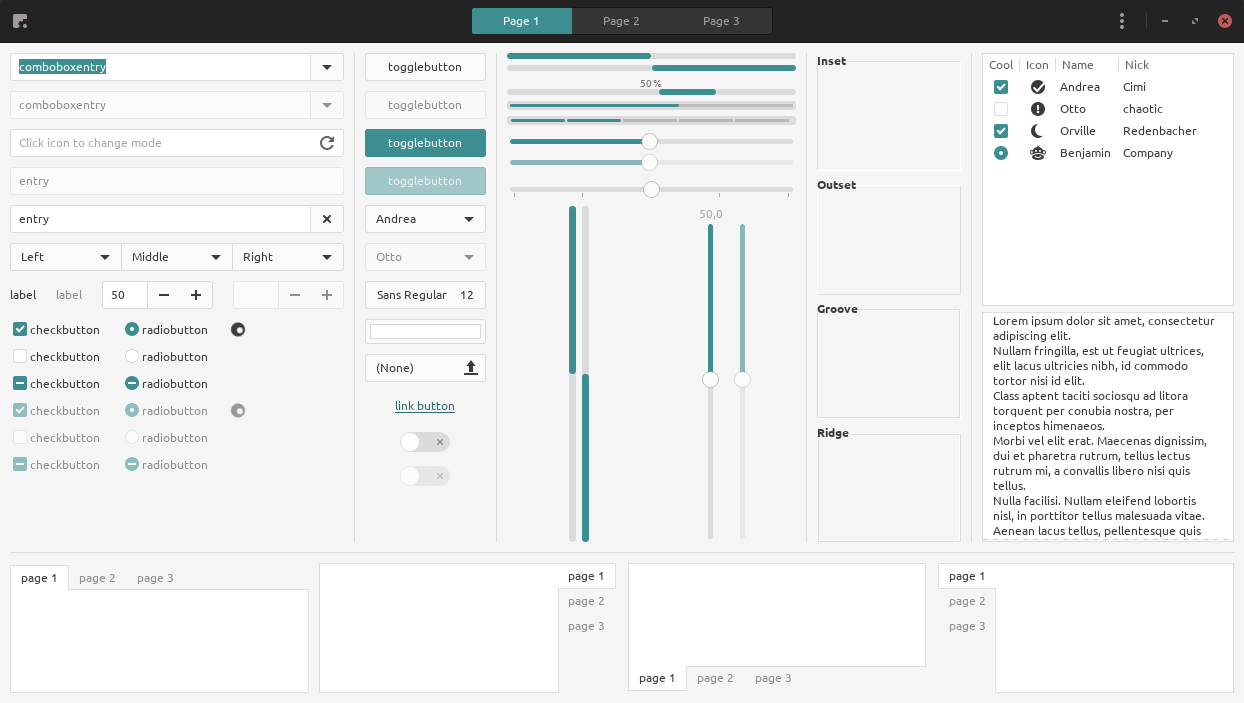 Page 1 Page 2 Page 3
comboboxentry
comboboxentry
Click icon to change mode
entry
entry
Left Middle Right
label label 50
checkbutton radiobutton
checkbutton radiobutton
checkbutton radiobutton
checkbutton radiobutton
checkbutton radiobutton
checkbutton radiobutton
togglebutton
togglebutton
togglebutton
togglebutton
Andrea
Otto
Sans Regular 12
(None)
link button
50 %
50,0
Inset
Outset
Groove
Ridge
Cool Icon Name Nick
Andrea Cimi
Otto chaotic
Orville Redenbacher
Benjamin Company
Lorem ipsum dolor sit amet, consectetur
adipiscing elit.
Nullam fringilla, est ut feugiat ultrices,
elit lacus ultricies nibh, id commodo
tortor nisi id elit.
Class aptent taciti sociosqu ad litora
torquent per conubia nostra, per
inceptos himenaeos.
Morbi vel elit erat. Maecenas dignissim,
dui et pharetra rutrum, tellus lectus
rutrum mi, a convallis libero nisi quis
tellus.
Nulla facilisi. Nullam eleifend lobortis
nisl, in porttitor tellus malesuada vitae.
Aenean lacus tellus, pellentesque quis
page 1 page 2 page 3
page 1
page 2
page 3
page 1 page 2 page 3
page 1
page 2
page 3